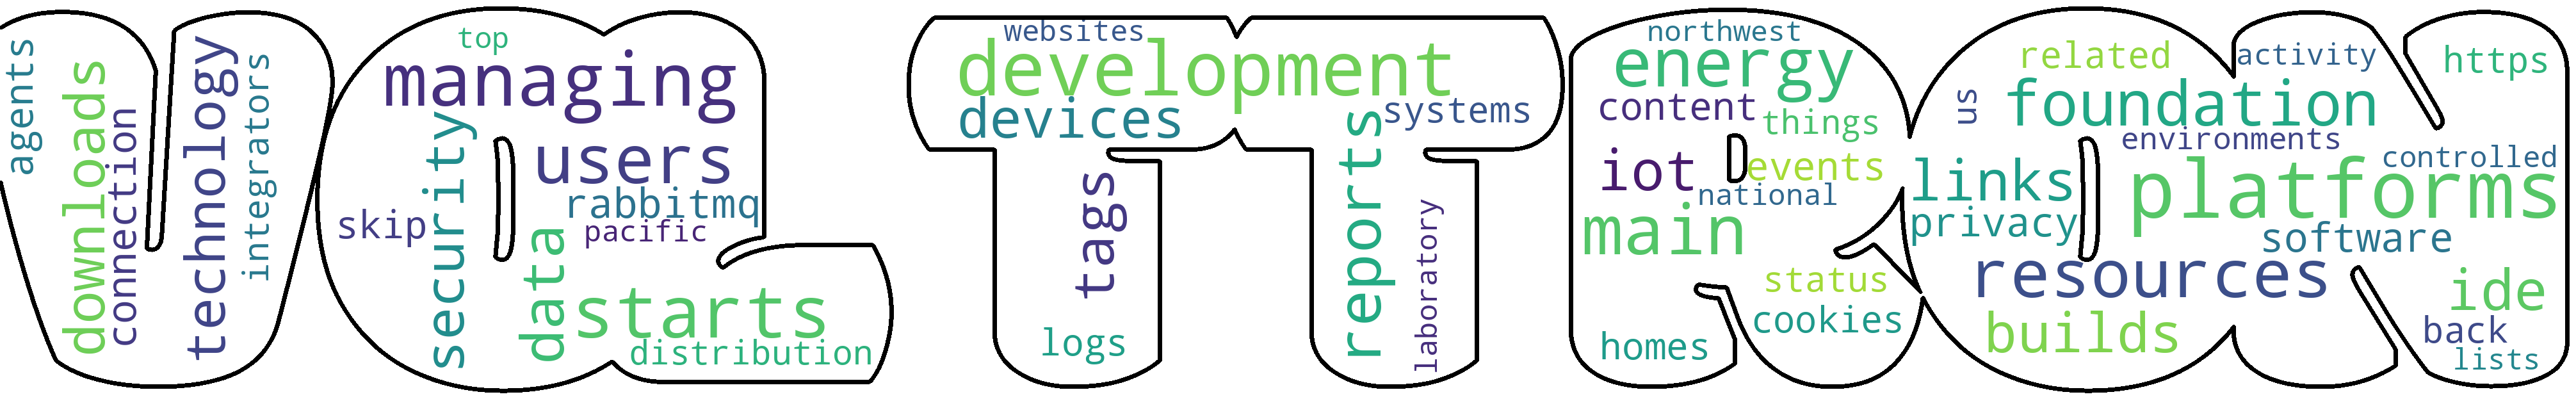 VOLTTRON
agents
downloads
connection
technology
integrators
top
managing
security
users
rabbitmq
skip
pacific
data
starts
distribution
websites
development
devices
systems
tags
reports
laboratory
logs
northwest
energy
content
things
iot
events
national
main
status
cookies
homes
related
activity
https
us
foundation
environments
controlled
links
platforms
privacy
software
resources
ide
builds
back
lists